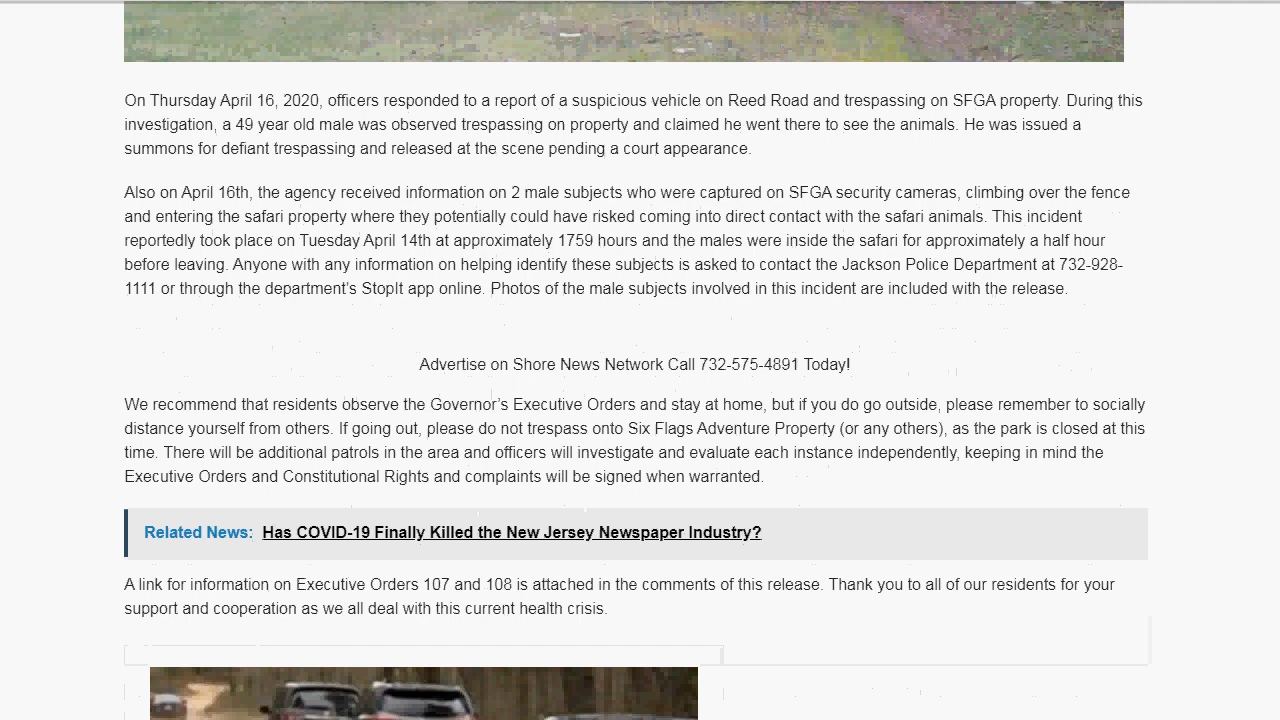 On Thursday April 16, 2020, officers responded to a report of a suspicious vehicle on Reed Road and trespassing on SFGA property. During this
investigation, a 49 year old male was observed trespassing on property and claimed he went there to see the animals. He was issued a
summons for defiant trespassing and released at the scene pending a court appearance.
Also on April 16th, the agency received information on 2 male subjects who were captured on SFGA security cameras, climbing over the fence
and entering the safari property where they potentially could have risked coming into direct contact with the safari animals. This incident
reportedly took place on Tuesday April 14th at approximately 1759 hours and the males were inside the safari for approximately a half hour
before leaving. Anyone with any information on helping identify these subjects is asked to contact the Jackson Police Department at 732-928-
1111 or through the department’s StopIt app online. Photos of the male subjects involved in this incident are included with the release.
Advertise on Shore News Network Call 732-575-4891 Today!
We recommend that residents observe the Governor’s Executive Orders and stay at home, but if you do go outside, please remember to socially
distance yourself from others. If going out, please do not trespass onto Six Flags Adventure Property (or any others), as the park is closed at this
time. There will be additional patrols in the area and officers will investigate and evaluate each instance independently, keeping in mind the
Executive Orders and Constitutional Rights and complaints will be signed when warranted.
Related News: Has COVID-19 Finally Killed the New Jersey Newspaper Industry?
A link for information on Executive Orders 107 and 108 is attached in the comments of this release. Thank you to all of our residents for your
support and cooperation as we all deal with this current health crisis.